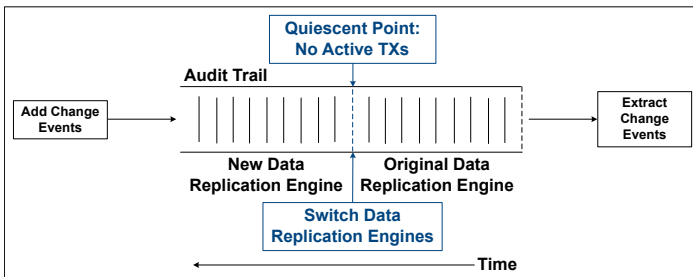 Quiescent Point:
No Active TXs
Audit Trail
Add Change
Events
Extract
Change
Events
New Data
Replication Engine
Original Data
Replication Engine
Switch Data
Replication Engines
Time